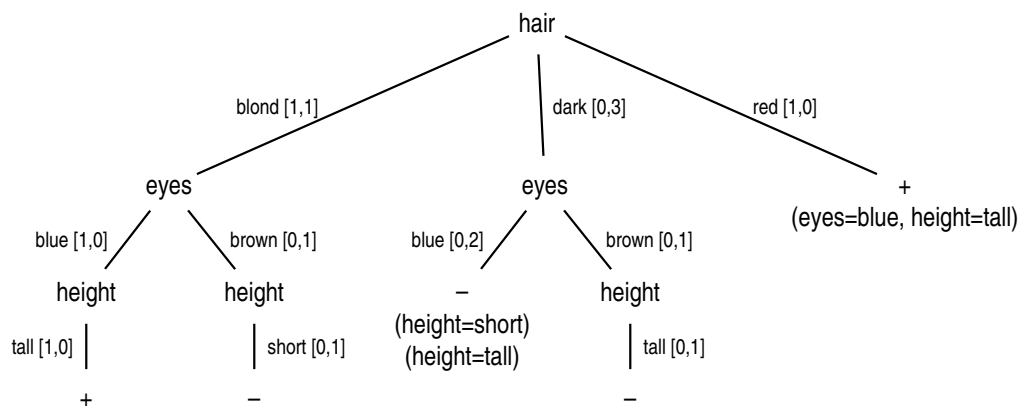 hair
blond [1,1]
dark [0,3]
red [1,0]
eyes
eyes
+
(eyes=blue, height=tall)
blue [1,0]
brown [0,1]
blue [0,2]
brown [0,1]
height
height
–
height
(height=short)
(height=tall)
tall [1,0]
short [0,1]
tall [0,1]
+
–
–